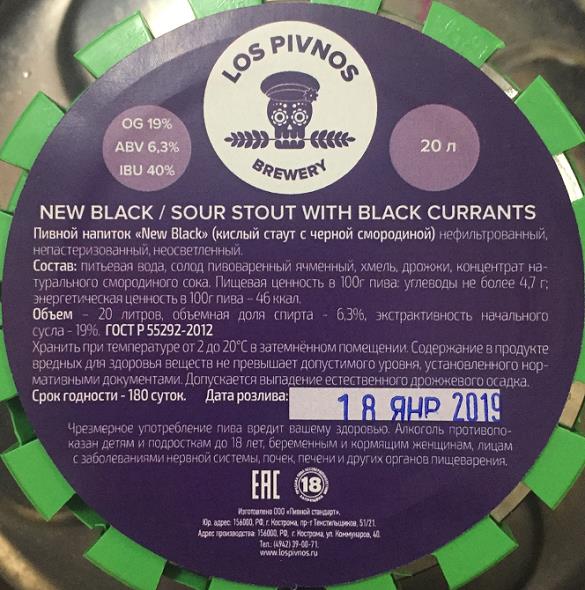 LOS PIVNOS
BREWERY
OG 19%
ABV 6,3%
IBU 40%
20 л
NEW BLACK / SOUR STOUT WITH BLACK CURRANTS
Пивной напиток «New Black» (кислый стаут с черной смородиной) нефильтрованный,
непастеризованный, неосветленный.
Состав: питьевая вода, солод пивоваренный ячменный, хмель, дрожжи, концентрат на-
турального смородиного сока. Пищевая ценность в 100г пива: углеводы не более 4,7 г;
энергетическая ценность в 100г пива – 46 ккал.
Объем – 20 литров, объемная доля спирта - 6,3%, экстрактивность начального
сусла - 19%. ГОСТ Р 55292-2012
Хранить при температуре от 2 до 20°С в затемнённом помещении. Содержание в продукте
вредных для здоровья веществ не превышает допустимого уровня, установленного нор-
мативными документами. Допускается выпадение естественного дрожжевого осадка.
Срок годности - 180 суток. Дата розлива: 18 ЯНР 2019
Чрезмерное употребление пива вредит вашему здоровью. Алкоголь противопо-
казан детям и подросткам до 18 лет, беременным и кормящим женщинам, лицам
с заболеваниями нервной системы, почек, печени и других органов пищеварения.
ЕАС 18
Изготовлено ООО «Пивной стандарт».
Юр. адрес: 156000, РФ, г. Кострома, пр-т Текстильщиков, 51/21.
Адрес производства: 156000, РФ, г. Кострома, ул. Коммунаров, 40.
Тел.: (4942) 39-00-71.
www.lospivnos.ru